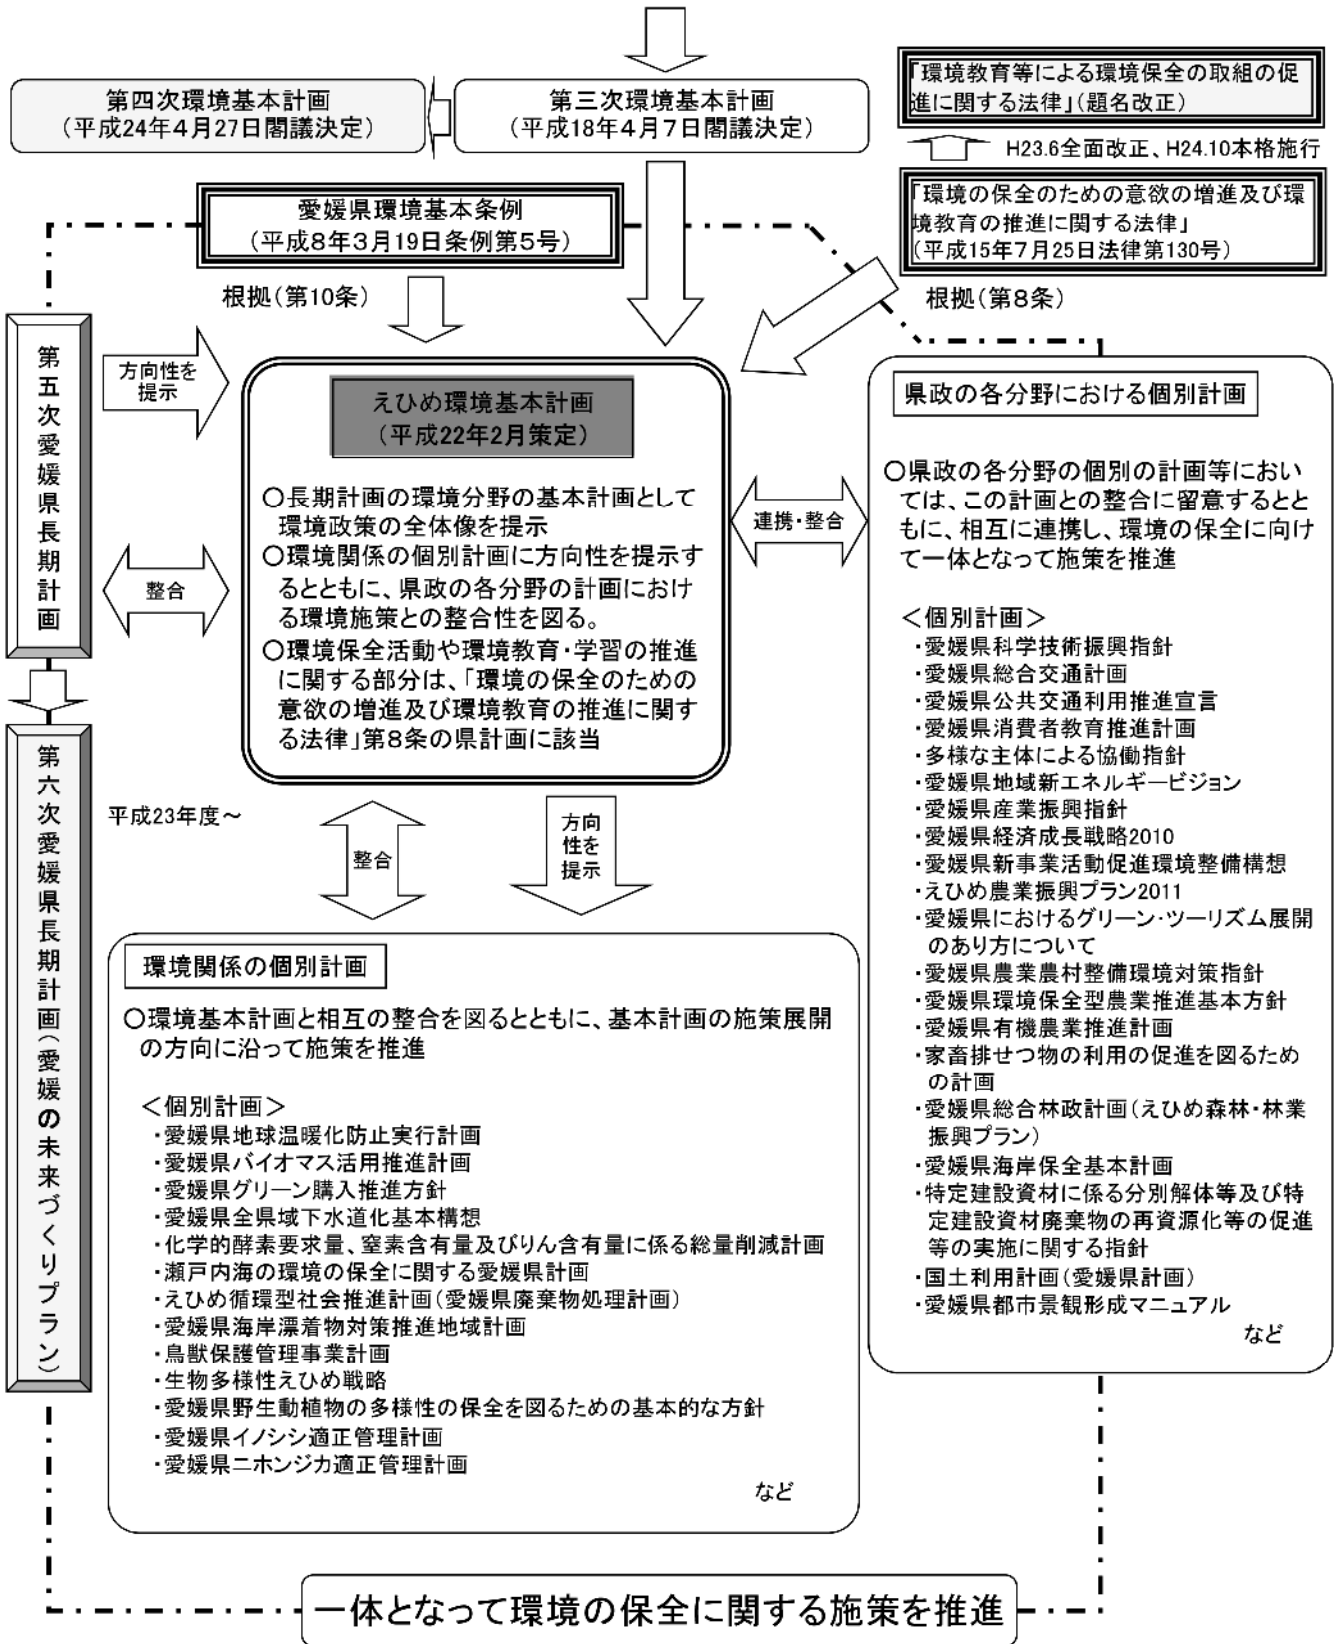 第四次環境基本計画
(平成24年4月27日閣議決定)
第三次環境基本計画
(平成18年4月7日閣議決定)
「環境教育等による環境保全の取組の促
進に関する法律」(題名改正)
H23.6全面改正、H24.10本格施行
「環境の保全のための意欲の増進及び環
境教育の推進に関する法律」
(平成15年7月25日法律第130号)
愛媛県環境基本条例
(平成8年3月19日条例第5号)
根拠(第10条)
根拠(第8条)
第五次愛媛県長期計画
方向性を
提示
整合
えひめ環境基本計画
(平成22年2月策定)
○長期計画の環境分野の基本計画として
環境政策の全体像を提示
○環境関係の個別計画に方向性を提示す
るとともに、県政の各分野の計画におけ
る環境施策との整合性を図る。
○環境保全活動や環境教育・学習の推進
に関する部分は、「環境の保全のための
意欲の増進及び環境教育の推進に関す
る法律」第8条の県計画に該当
連携・整合
県政の各分野における個別計画
○県政の各分野の個別の計画等におい
ては、この計画との整合に留意するとと
もに、相互に連携し、環境の保全に向け
て一体となって施策を推進
<個別計画>
・愛媛県科学技術振興指針
・愛媛県総合交通計画
・愛媛県公共交通利用推進宣言
・愛媛県消費者教育推進計画
・多様な主体による協働指針
・愛媛県地域新エネルギービジョン
・愛媛県産業振興指針
・愛媛県経済成長戦略2010
・愛媛県新事業活動促進環境整備構想
・えひめ農業振興プラン2011
・愛媛県におけるグリーン・ツーリズム展開
のあり方について
・愛媛県農業農村整備環境対策指針
・愛媛県環境保全型農業推進基本方針
・愛媛県有機農業推進計画
・家畜排せつ物の利用の促進を図るため
の計画
・愛媛県総合林政計画(えひめ森林・林業
振興プラン)
・愛媛県海岸保全基本計画
・特定建設資材に係る分別解体等及び特
定建設資材廃棄物の再資源化等の促進
等の実施に関する指針
・国土利用計画(愛媛県計画)
・愛媛県都市景観形成マニュアル
など
第六次愛媛県長期計画(愛媛の未来づくりプラン)
平成23年度~
整合
方向
性を
提示
環境関係の個別計画
○環境基本計画と相互の整合を図るとともに、基本計画の施策展開
の方向に沿って施策を推進
<個別計画>
・愛媛県地球温暖化防止実行計画
・愛媛県バイオマス活用推進計画
・愛媛県グリーン購入推進方針
・愛媛県全県域下水道化基本構想
・化学的酵素要求量、窒素含有量及びりん含有量に係る総量削減計画
・瀬戸内海の環境の保全に関する愛媛県計画
・えひめ循環型社会推進計画(愛媛県廃棄物処理計画)
・愛媛県海岸漂着物対策推進地域計画
・鳥獣保護管理事業計画
・生物多様性えひめ戦略
・愛媛県野生動植物の多様性の保全を図るための基本的な方針
・愛媛県イノシシ適正管理計画
・愛媛県ニホンジカ適正管理計画
など
一体となって環境の保全に関する施策を推進